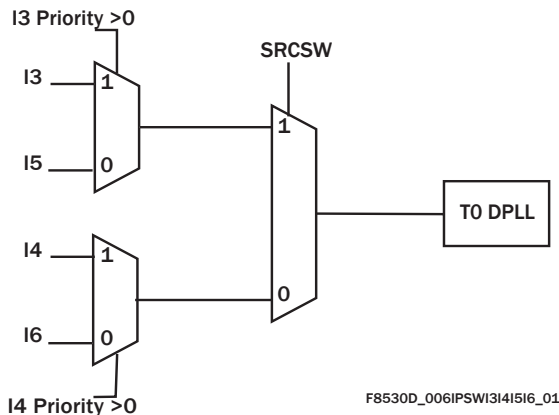 I3 Priority >0
SRCSW
I3
1
I5
0
1
T0 DPLL
I4
1
0
I6
0
I4 Priority >0
F8530D_006IPSWI3I4I5I6_01